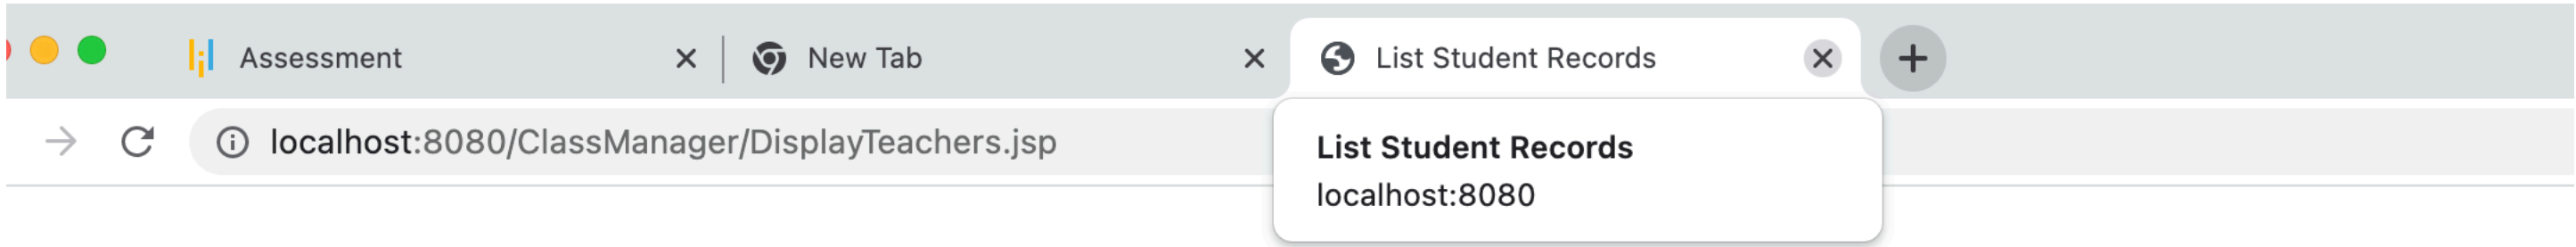 Assessment
New Tab
List Student Records
localhost:8080/ClassManager/DisplayTeachers.jsp
List Student Records
localhost:8080